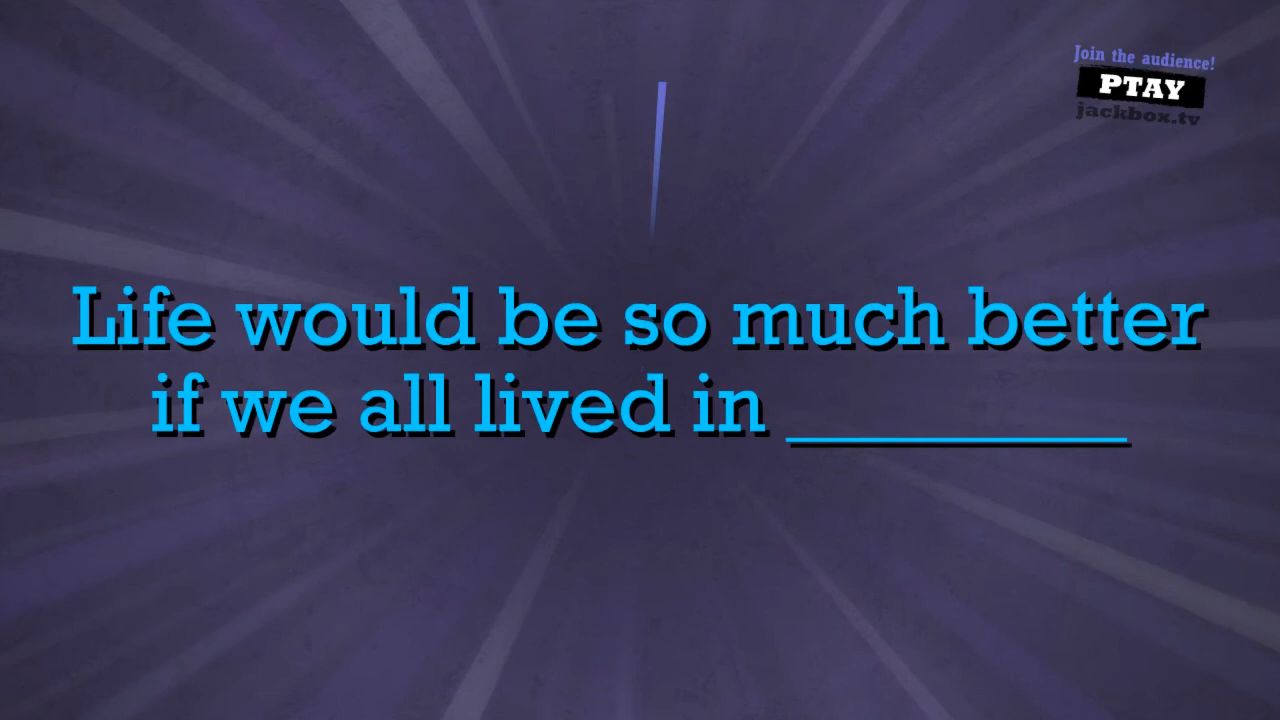 Join the audience!
PTAY
jackbox.tv
Life would be so much better
if we all lived in ________